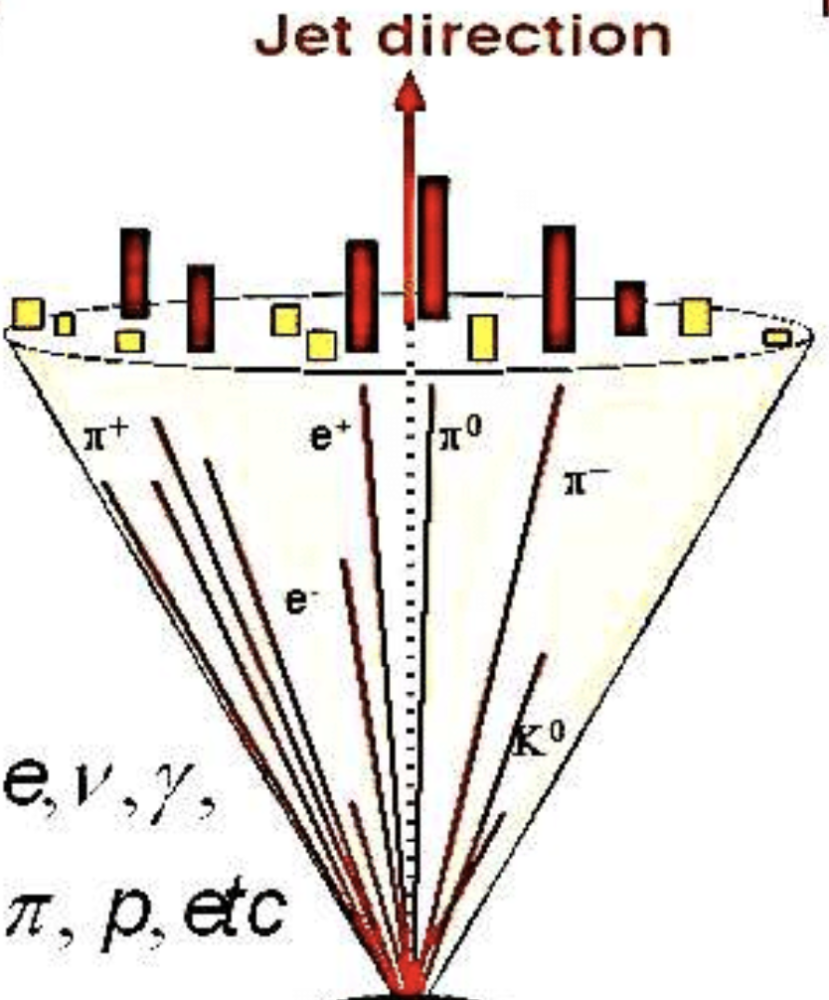 Jet direction
π⁺
e⁺
π⁰
π⁻
e⁻
K⁰
e, ν, γ,
π, p, etc